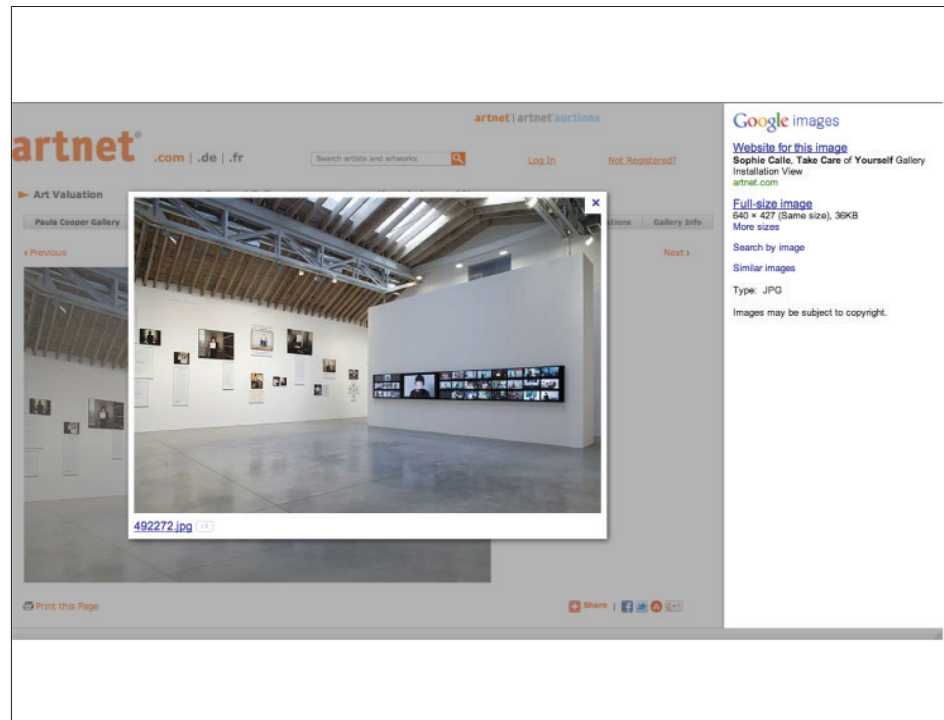 artnet | artnet auctions
artnet® .com | .de | .fr
Search artists and artworks
Log In
Not Registered?
Art Valuation
Paula Cooper Gallery
Gallery Info
Previous
Next
492272.jpg
+1
Print this Page
Share |
Google images
Website for this image
Sophie Calle, Take Care of Yourself Gallery
Installation View
artnet.com
Full-size image
640 × 427 (Same size), 36KB
More sizes
Search by image
Similar images
Type: JPG
Images may be subject to copyright.